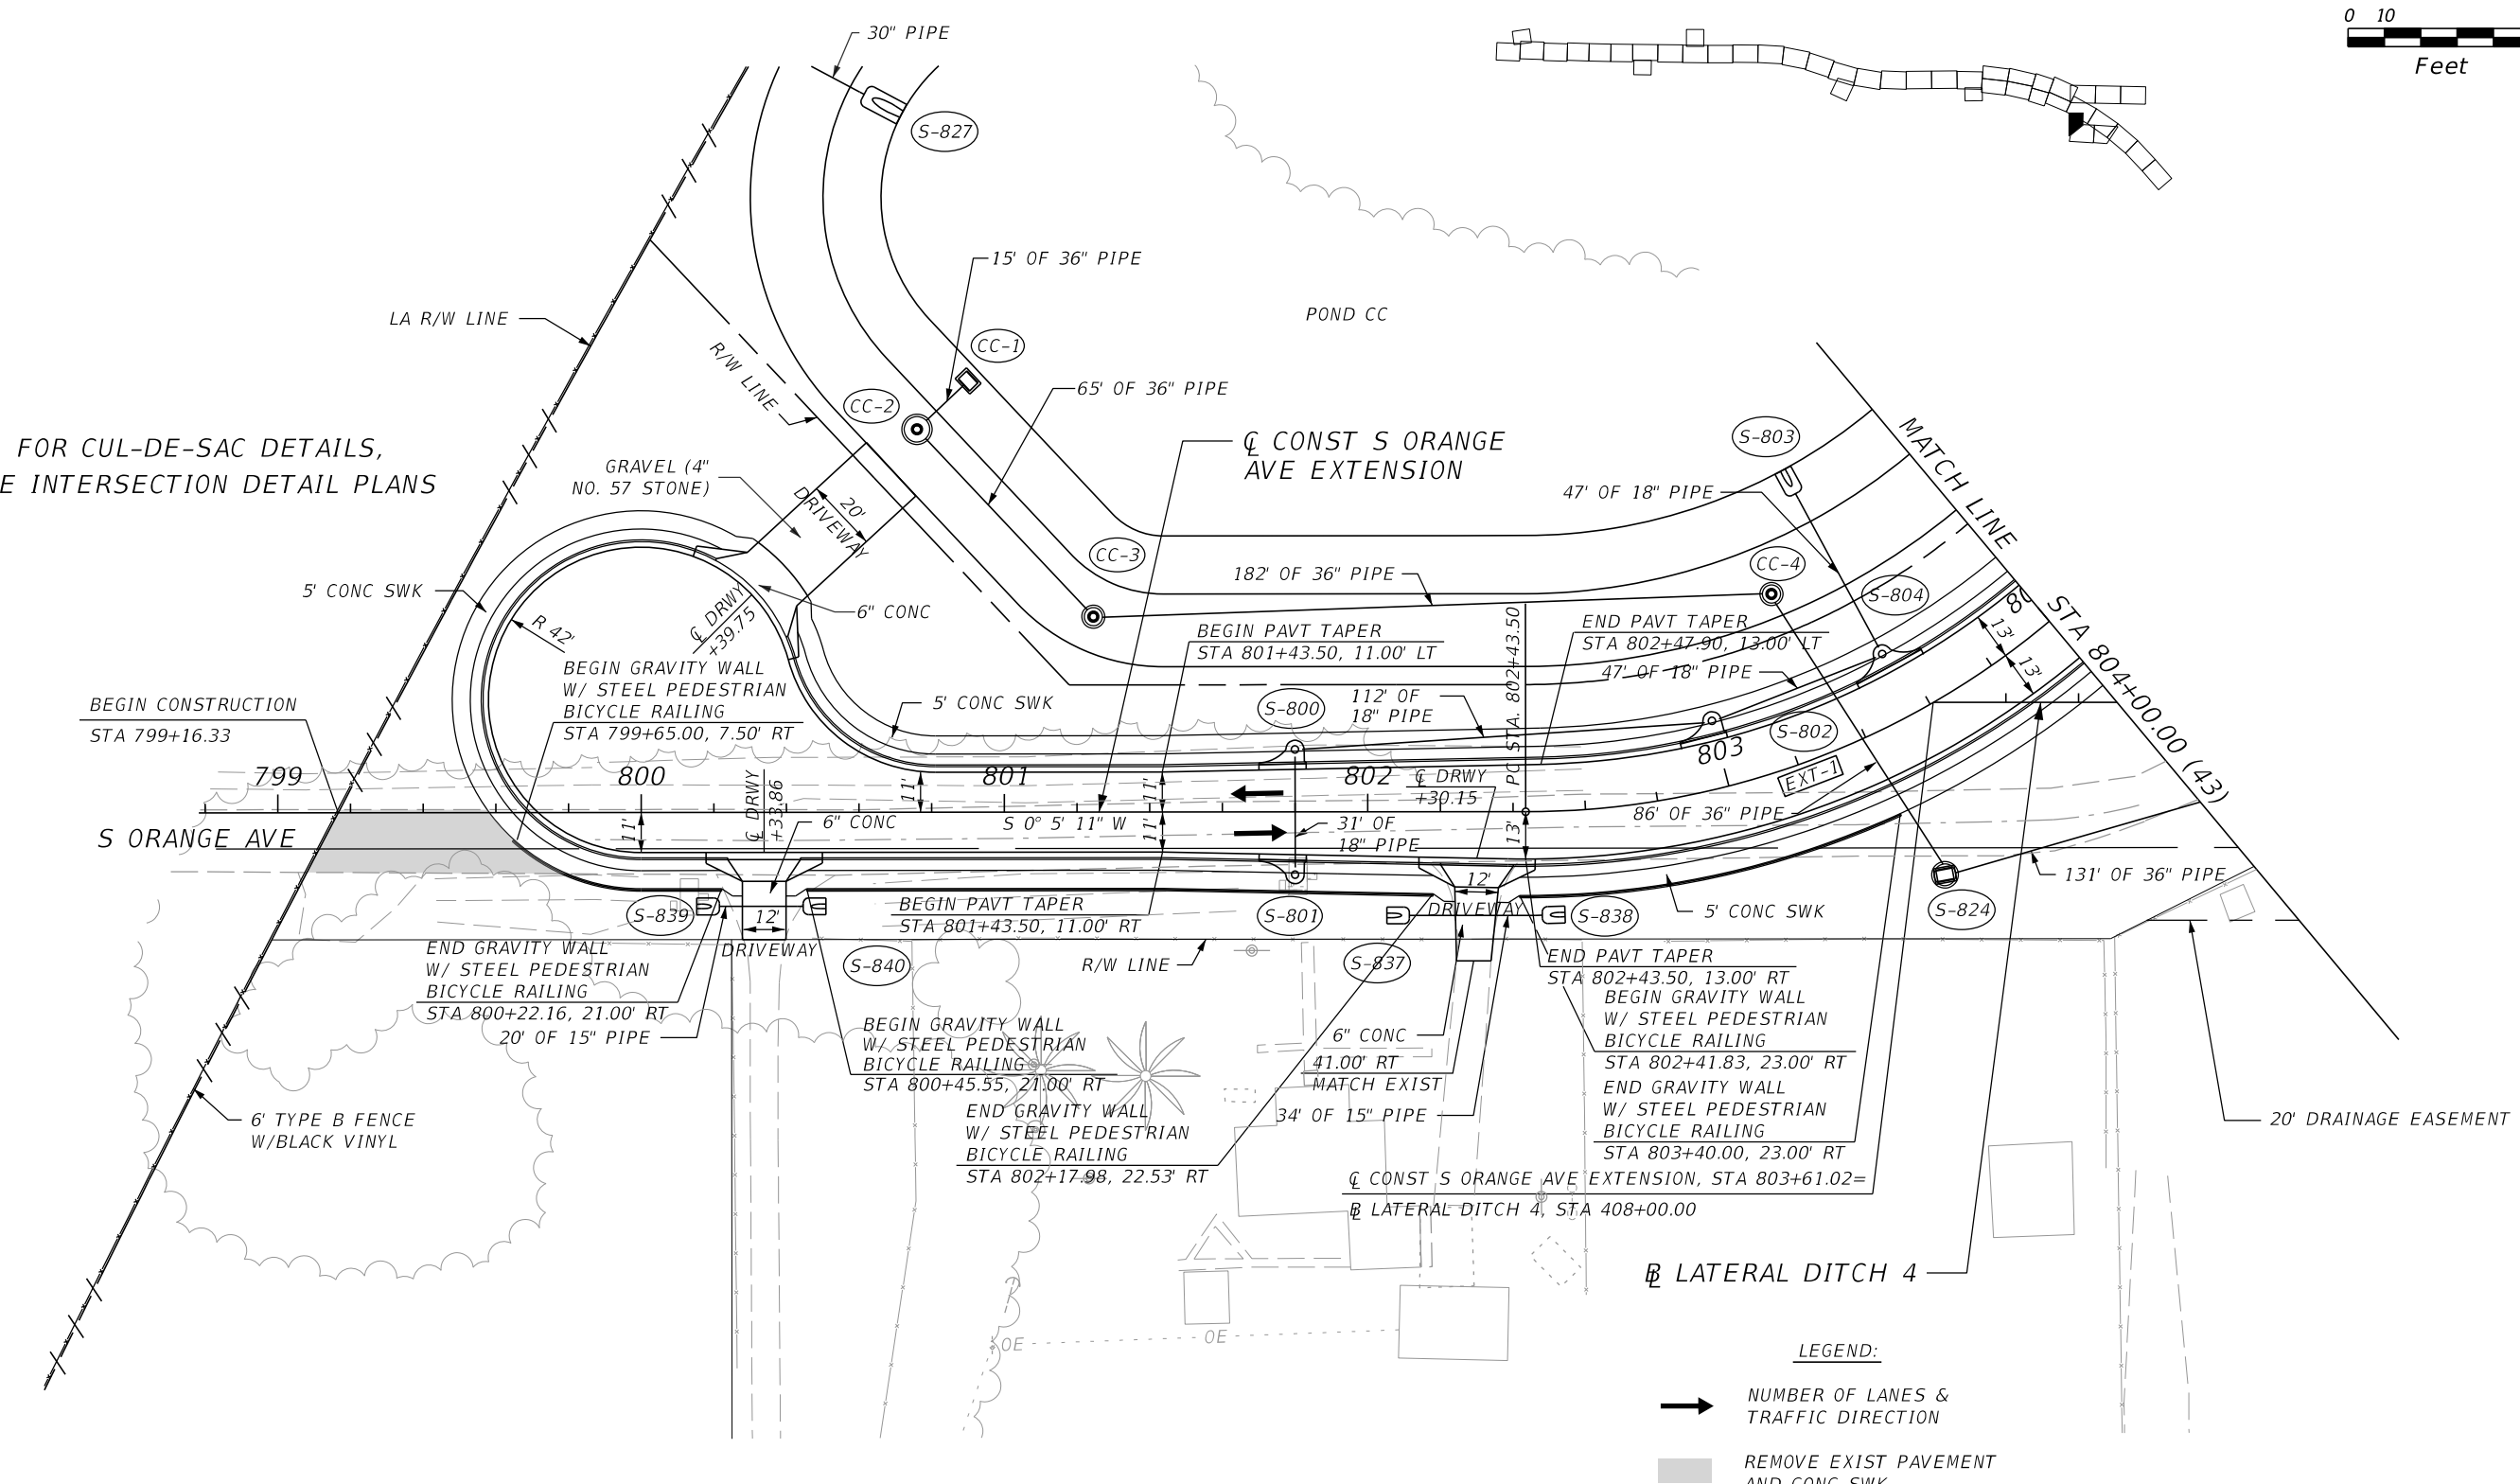 30" PIPE
S-827
0 10
Feet
15' OF 36" PIPE
LA R/W LINE
POND CC
R/W LINE
CC-1
65' OF 36" PIPE
CC-2
FOR CUL-DE-SAC DETAILS,
E INTERSECTION DETAIL PLANS
GRAVEL (4"
NO. 57 STONE)
20'
DRIVEWAY
℄ CONST S ORANGE
AVE EXTENSION
S-803
MATCH LINE
STA 804+00.00 (43)
47' OF 18" PIPE
CC-3
CC-4
182' OF 36" PIPE
S-804
5' CONC SWK
6" CONC
℄ DRWY
+39.75
R 42'
BEGIN PAVT TAPER
STA 801+43.50, 11.00' LT
PC STA. 802+43.50
END PAVT TAPER
STA 802+47.90, 13.00' LT
47' OF 18" PIPE
13'
13'
8
BEGIN GRAVITY WALL
W/ STEEL PEDESTRIAN
BICYCLE RAILING
STA 799+65.00, 7.50' RT
BEGIN CONSTRUCTION
STA 799+16.33
5' CONC SWK
S-800
112' OF
18" PIPE
S-802
799
800
801
802
803
℄ DRWY
+33.86
11'
11'
℄ DRWY
+30.15
EXT-1
S ORANGE AVE
11'
6" CONC
S 0° 5' 11" W
11'
31' OF
18" PIPE
13'
86' OF 36" PIPE
131' OF 36" PIPE
S-839
12'
DRIVEWAY
BEGIN PAVT TAPER
STA 801+43.50, 11.00' RT
S-801
12'
DRIVEWAY
S-838
5' CONC SWK
S-824
S-840
R/W LINE
S-837
END GRAVITY WALL
W/ STEEL PEDESTRIAN
BICYCLE RAILING
STA 800+22.16, 21.00' RT
20' OF 15" PIPE
END PAVT TAPER
STA 802+43.50, 13.00' RT
BEGIN GRAVITY WALL
W/ STEEL PEDESTRIAN
BICYCLE RAILING
STA 802+41.83, 23.00' RT
BEGIN GRAVITY WALL
W/ STEEL PEDESTRIAN
BICYCLE RAILING
STA 800+45.55, 21.00' RT
6" CONC
41.00' RT
MATCH EXIST
34' OF 15" PIPE
END GRAVITY WALL
W/ STEEL PEDESTRIAN
BICYCLE RAILING
STA 803+40.00, 23.00' RT
6' TYPE B FENCE
W/BLACK VINYL
END GRAVITY WALL
W/ STEEL PEDESTRIAN
BICYCLE RAILING
STA 802+17.98, 22.53' RT
20' DRAINAGE EASEMENT
℄ CONST S ORANGE AVE EXTENSION, STA 803+61.02=
BL LATERAL DITCH 4, STA 408+00.00
BL LATERAL DITCH 4
OE
OE
LEGEND:
NUMBER OF LANES &
TRAFFIC DIRECTION
REMOVE EXIST PAVEMENT
AND CONC SWK